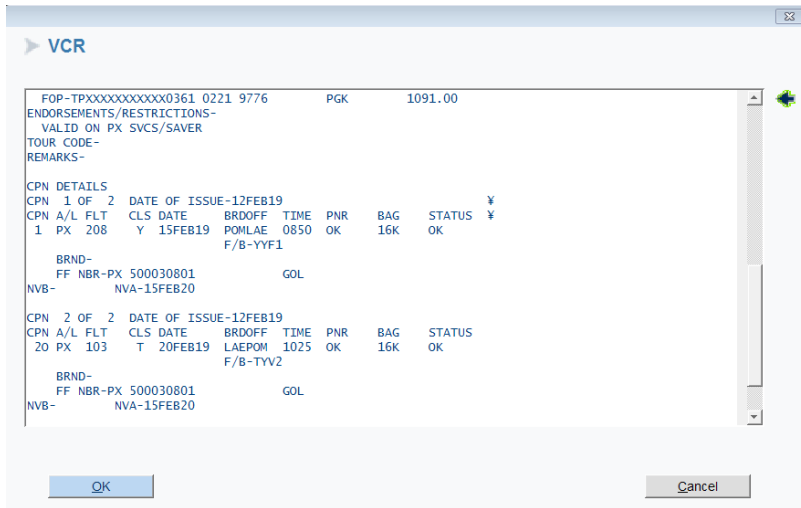 VCR
FOP-TPXXXXXXXXXXX0361 0221 9776 PGK 1091.00
ENDORSEMENTS/RESTRICTIONS-
VALID ON PX SVCS/SAVER
TOUR CODE-
REMARKS-
CPN DETAILS
CPN 1 OF 2 DATE OF ISSUE-12FEB19 ¥
CPN A/L FLT CLS DATE BRDOFF TIME PNR BAG STATUS ¥
1 PX 208 Y 15FEB19 POMLAE 0850 OK 16K OK
F/B-YYF1
BRND-
FF NBR-PX 500030801 GOL
NVB- NVA-15FEB20
CPN 2 OF 2 DATE OF ISSUE-12FEB19
CPN A/L FLT CLS DATE BRDOFF TIME PNR BAG STATUS
2O PX 103 T 20FEB19 LAEPOM 1025 OK 16K OK
F/B-TYV2
BRND-
FF NBR-PX 500030801 GOL
NVB- NVA-15FEB20
OK Cancel